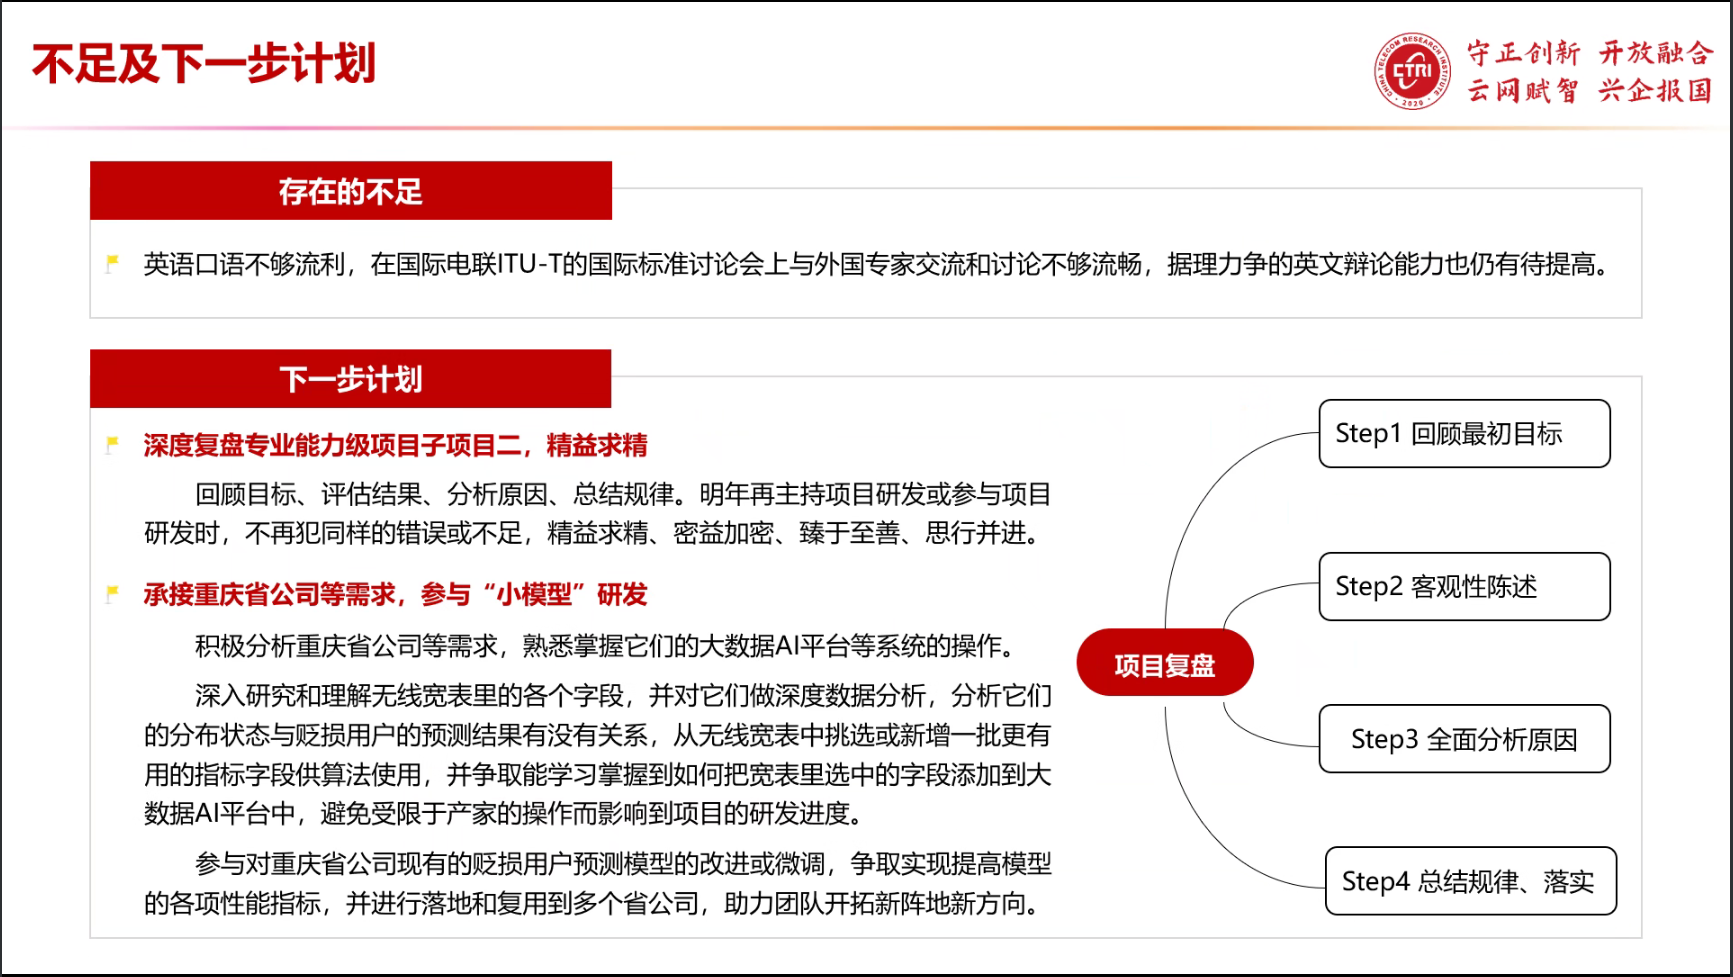 不足及下一步计划
CHINA TELECOM RESEARCH INSTITUTE
CTRI
2020
守正创新 开放融合
云网赋智 兴企报国
存在的不足
英语口语不够流利，在国际电联ITU-T的国际标准讨论会上与外国专家交流和讨论不够流畅，据理力争的英文辩论能力也仍有待提高。
下一步计划
深度复盘专业能力级项目子项目二，精益求精
回顾目标、评估结果、分析原因、总结规律。明年再主持项目研发或参与项目
研发时，不再犯同样的错误或不足，精益求精、密益加密、臻于至善、思行并进。
承接重庆省公司等需求，参与“小模型”研发
积极分析重庆省公司等需求，熟悉掌握它们的大数据AI平台等系统的操作。
深入研究和理解无线宽表里的各个字段，并对它们做深度数据分析，分析它们
的分布状态与贬损用户的预测结果有没有关系，从无线宽表中挑选或新增一批更有
用的指标字段供算法使用，并争取能学习掌握到如何把宽表里选中的字段添加到大
数据AI平台中，避免受限于产家的操作而影响到项目的研发进度。
参与对重庆省公司现有的贬损用户预测模型的改进或微调，争取实现提高模型
的各项性能指标，并进行落地和复用到多个省公司，助力团队开拓新阵地新方向。
项目复盘
Step1 回顾最初目标
Step2 客观性陈述
Step3 全面分析原因
Step4 总结规律、落实